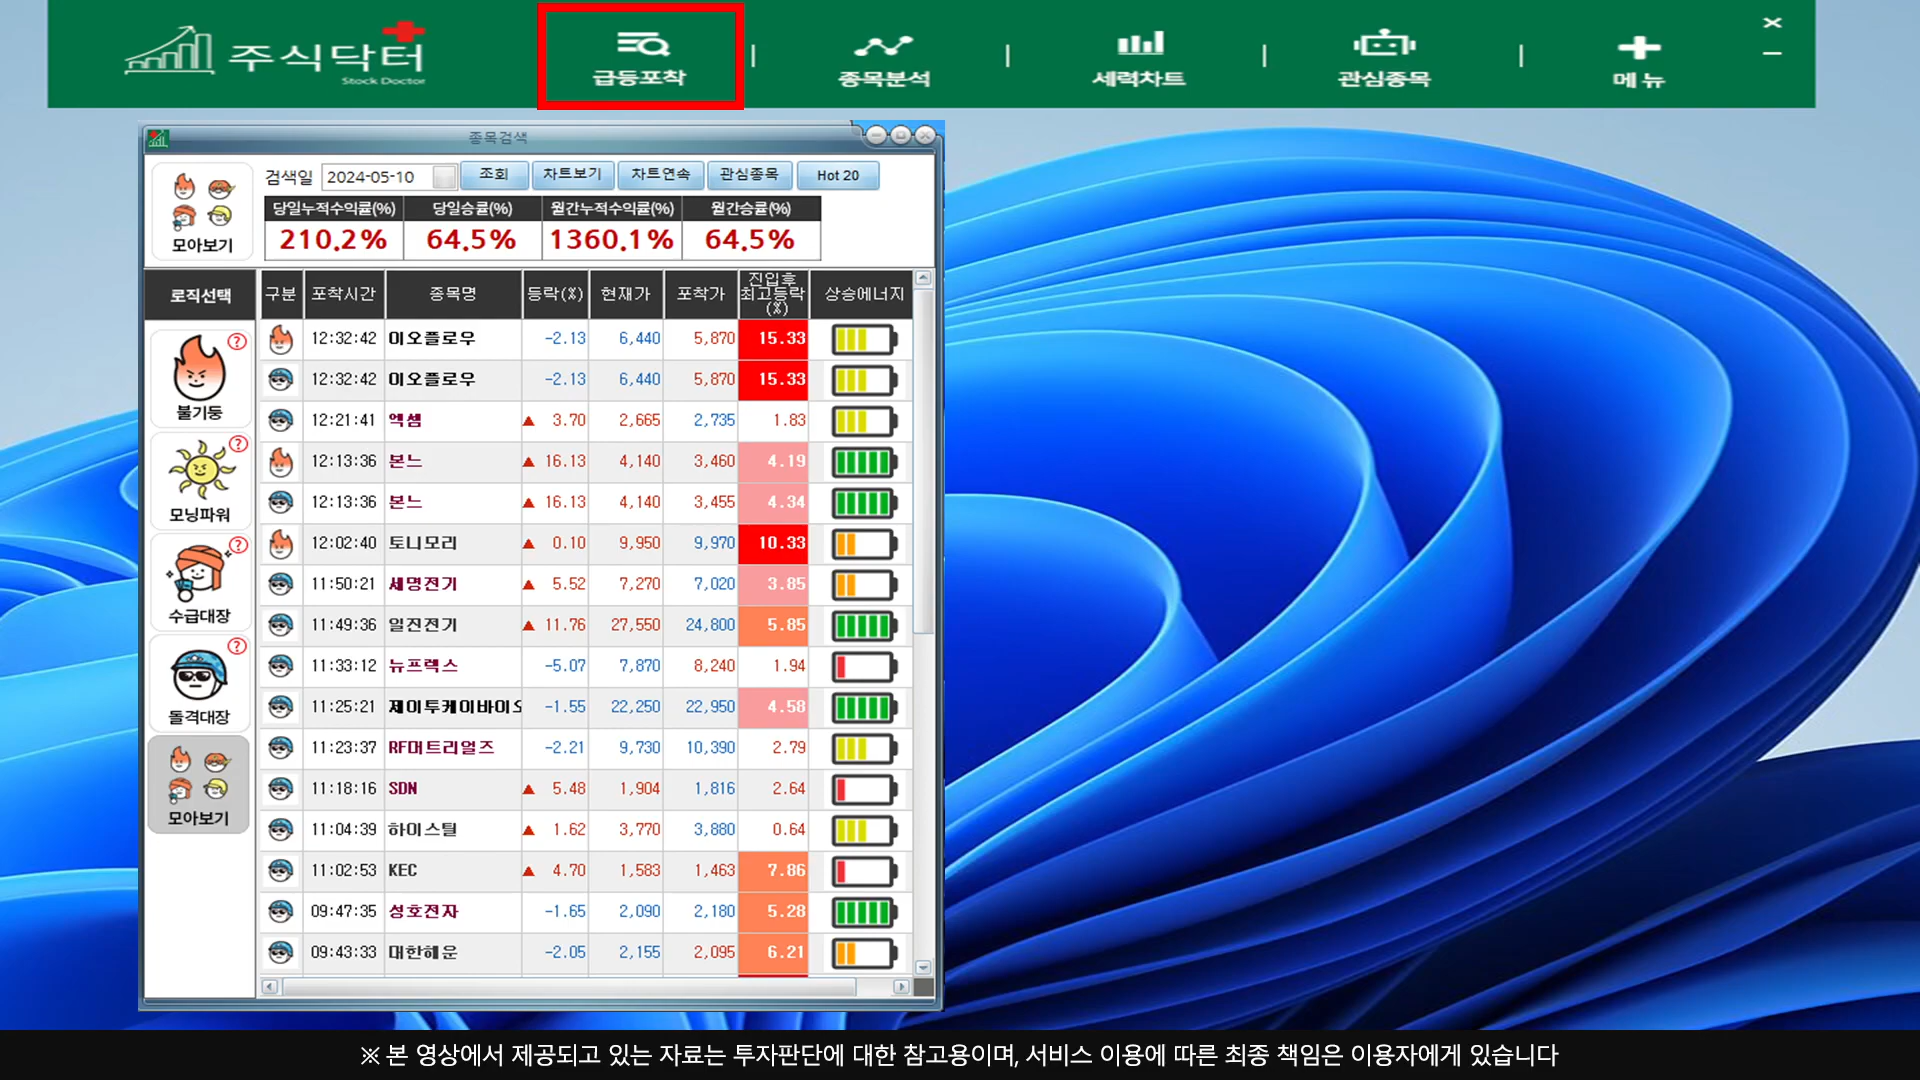 주식닥터
Stock Doctor
급등포착
종목분석
세력차트
관심종목
메뉴
종목검색
모아보기
검색일 2024-05-10 조회 차트보기 차트연속 관심종목 Hot 20
당일누적수익률(%) 당일승률(%) 월간누적수익률(%) 월간승률(%)
210.2% 64.5% 1360.1% 64.5%
로직선택
불기둥
모닝파워
수급대장
돌격대장
모아보기
구분 포착시간 종목명 등락(%) 현재가 포착가 진입후 최고등락 (%) 상승에너지
12:32:42 이오플로우 -2.13 6,440 5,870 15.33
12:32:42 이오플로우 -2.13 6,440 5,870 15.33
12:21:41 엑셈 ▲ 3.70 2,665 2,735 1.83
12:13:36 본느 ▲ 16.13 4,140 3,460 4.19
12:13:36 본느 ▲ 16.13 4,140 3,455 4.34
12:02:40 토니모리 ▲ 0.10 9,950 9,970 10.33
11:50:21 세명전기 ▲ 5.52 7,270 7,020 3.85
11:49:36 일진전기 ▲ 11.76 27,550 24,800 5.85
11:33:12 뉴프렉스 -5.07 7,870 8,240 1.94
11:25:21 제이투케이바이오 -1.55 22,250 22,950 4.58
11:23:37 RF머트리얼즈 -2.21 9,730 10,390 2.79
11:18:16 SDN ▲ 5.48 1,904 1,816 2.64
11:04:39 하이스틸 ▲ 1.62 3,770 3,880 0.64
11:02:53 KEC ▲ 4.70 1,583 1,463 7.86
09:47:35 성호전자 -1.65 2,090 2,180 5.28
09:43:33 대한해운 -2.05 2,155 2,095 6.21
※ 본 영상에서 제공되고 있는 자료는 투자판단에 대한 참고용이며, 서비스 이용에 따른 최종 책임은 이용자에게 있습니다